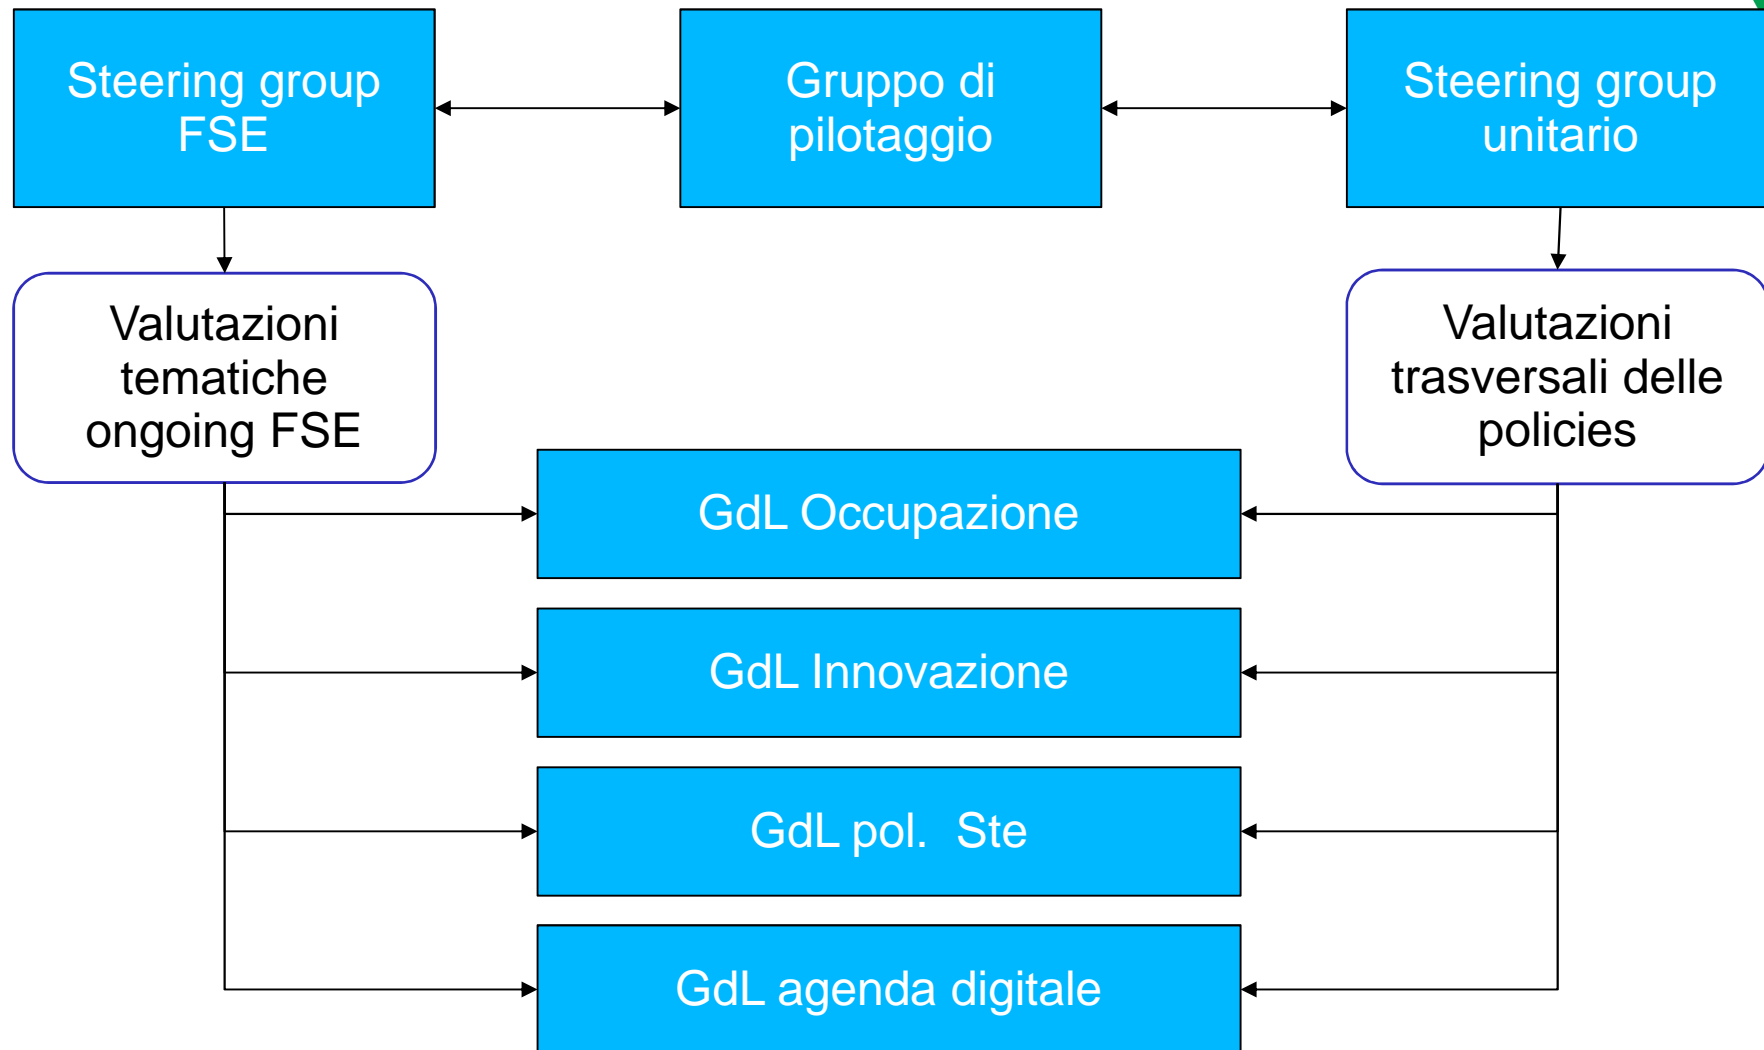 Steering group
FSE
Gruppo di
pilotaggio
Steering group
unitario
Valutazioni
tematiche
ongoing FSE
Valutazioni
trasversali delle
policies
GdL Occupazione
GdL Innovazione
GdL pol.  Ste
GdL agenda digitale